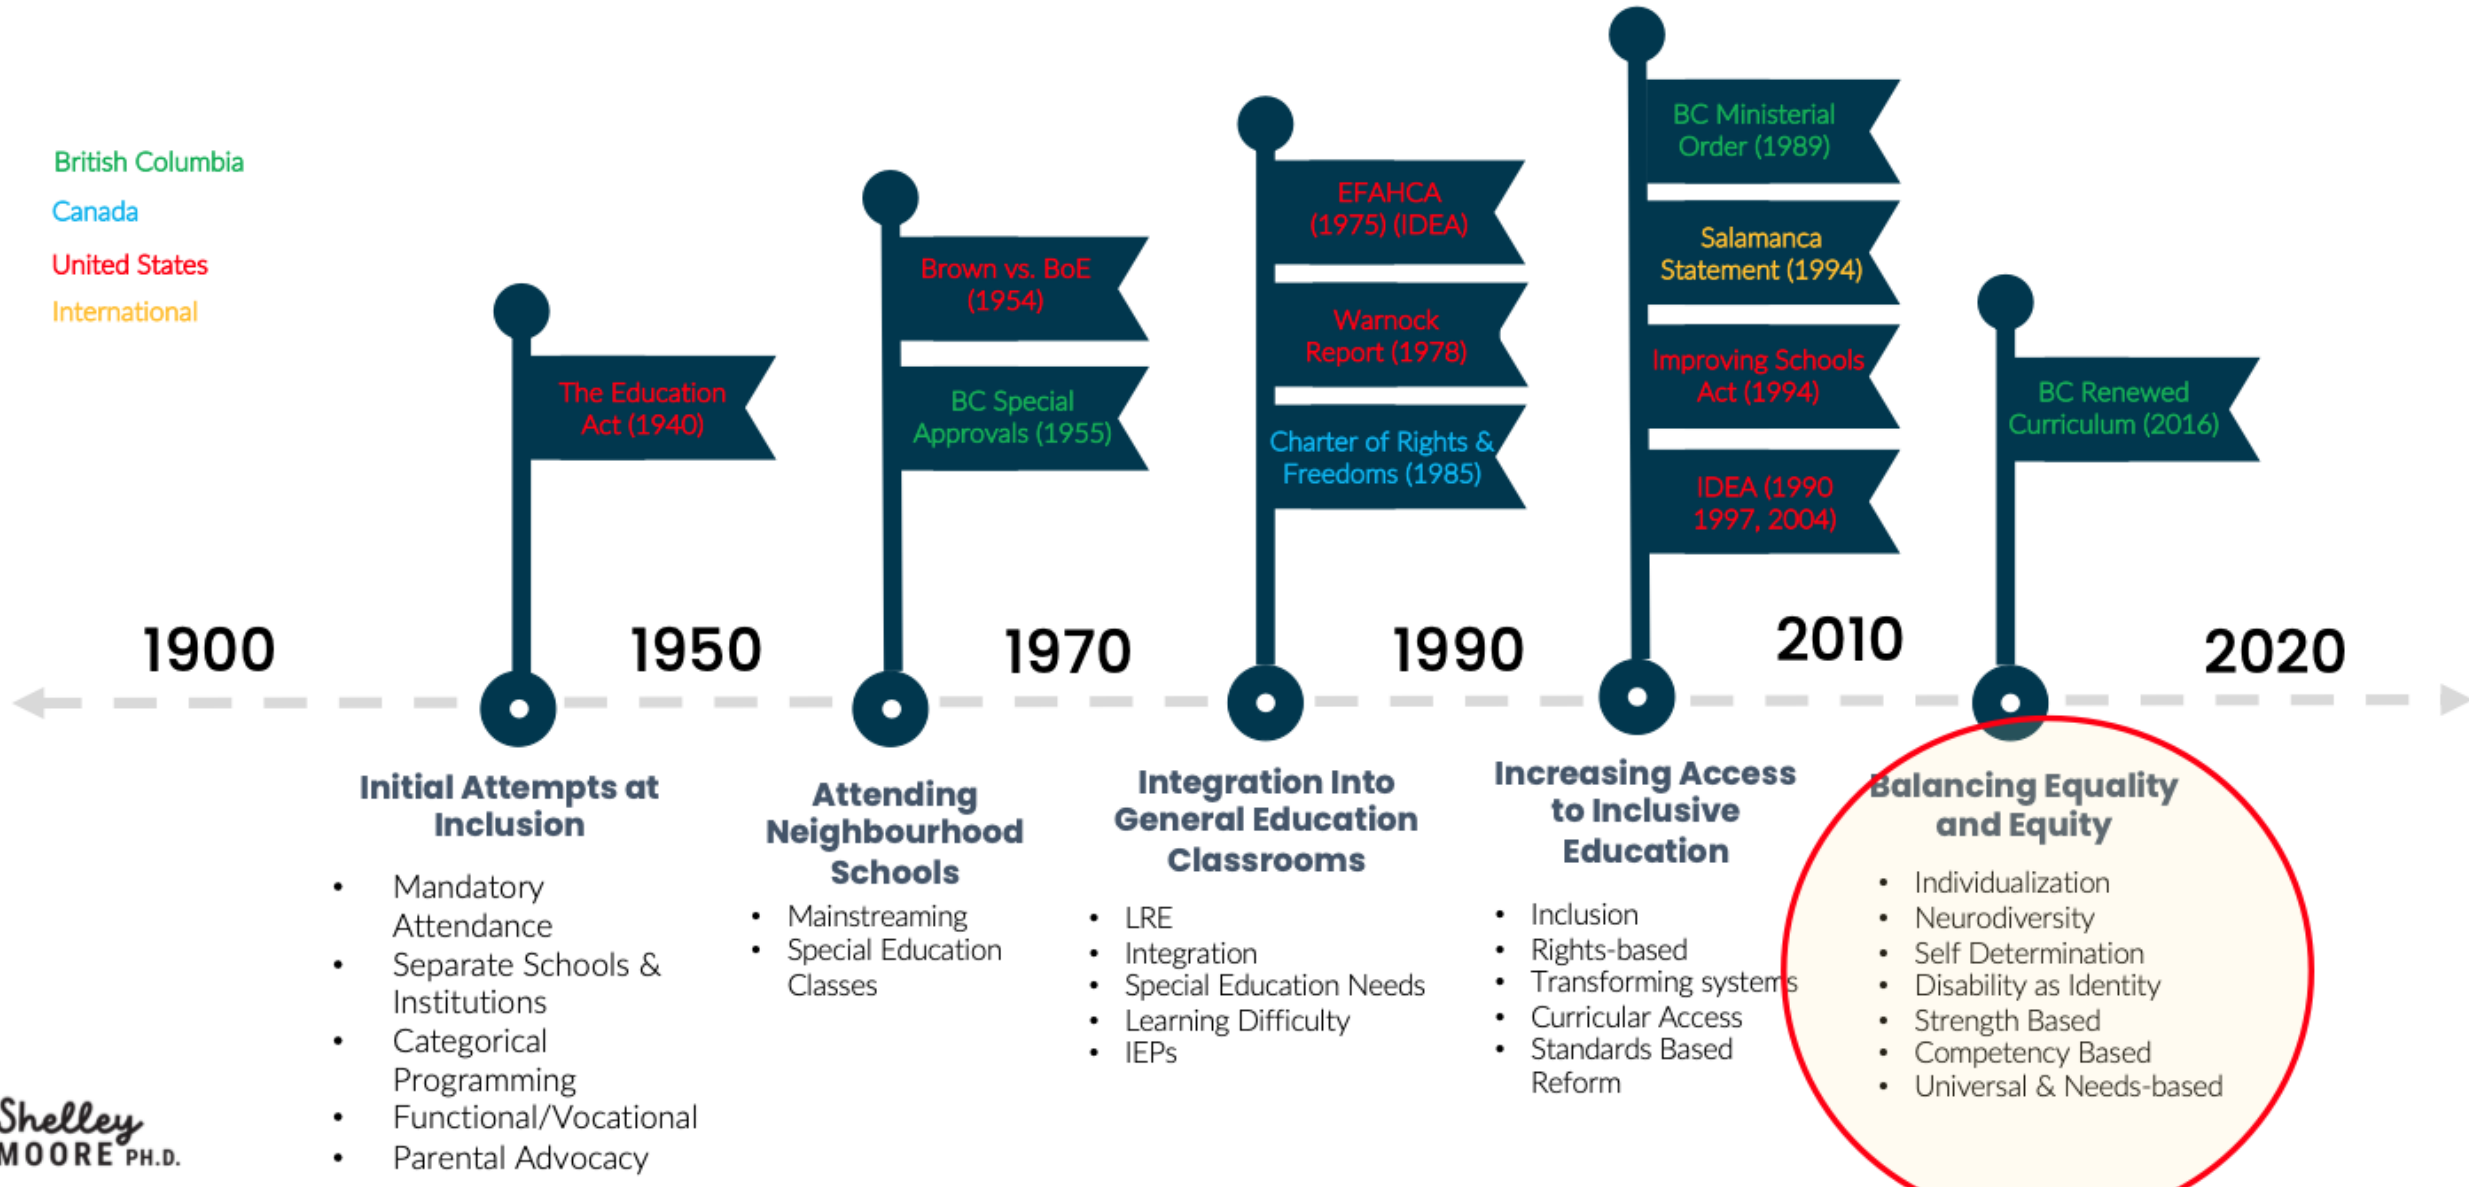 British Columbia
Canada
United States
International
The Education
Act (1940)
Brown vs. BoE
(1954)
BC Special
Approvals (1955)
EFAHCA
(1975) (IDEA)
Warnock
Report (1978)
Charter of Rights &
Freedoms (1985)
BC Ministerial
Order (1989)
Salamanca
Statement (1994)
Improving Schools
Act (1994)
IDEA (1990
1997, 2004)
BC Renewed
Curriculum (2016)
1900
1950
1970
1990
2010
2020
Initial Attempts at
Inclusion
• Mandatory
Attendance
• Separate Schools &
Institutions
• Categorical
Programming
• Functional/Vocational
• Parental Advocacy
Attending
Neighbourhood
Schools
• Mainstreaming
• Special Education
Classes
Integration Into
General Education
Classrooms
• LRE
• Integration
• Special Education Needs
• Learning Difficulty
• IEPs
Increasing Access
to Inclusive
Education
• Inclusion
• Rights-based
• Transforming systems
• Curricular Access
• Standards Based
Reform
Balancing Equality
and Equity
• Individualization
• Neurodiversity
• Self Determination
• Disability as Identity
• Strength Based
• Competency Based
• Universal & Needs-based
Shelley
MOORE PH.D.